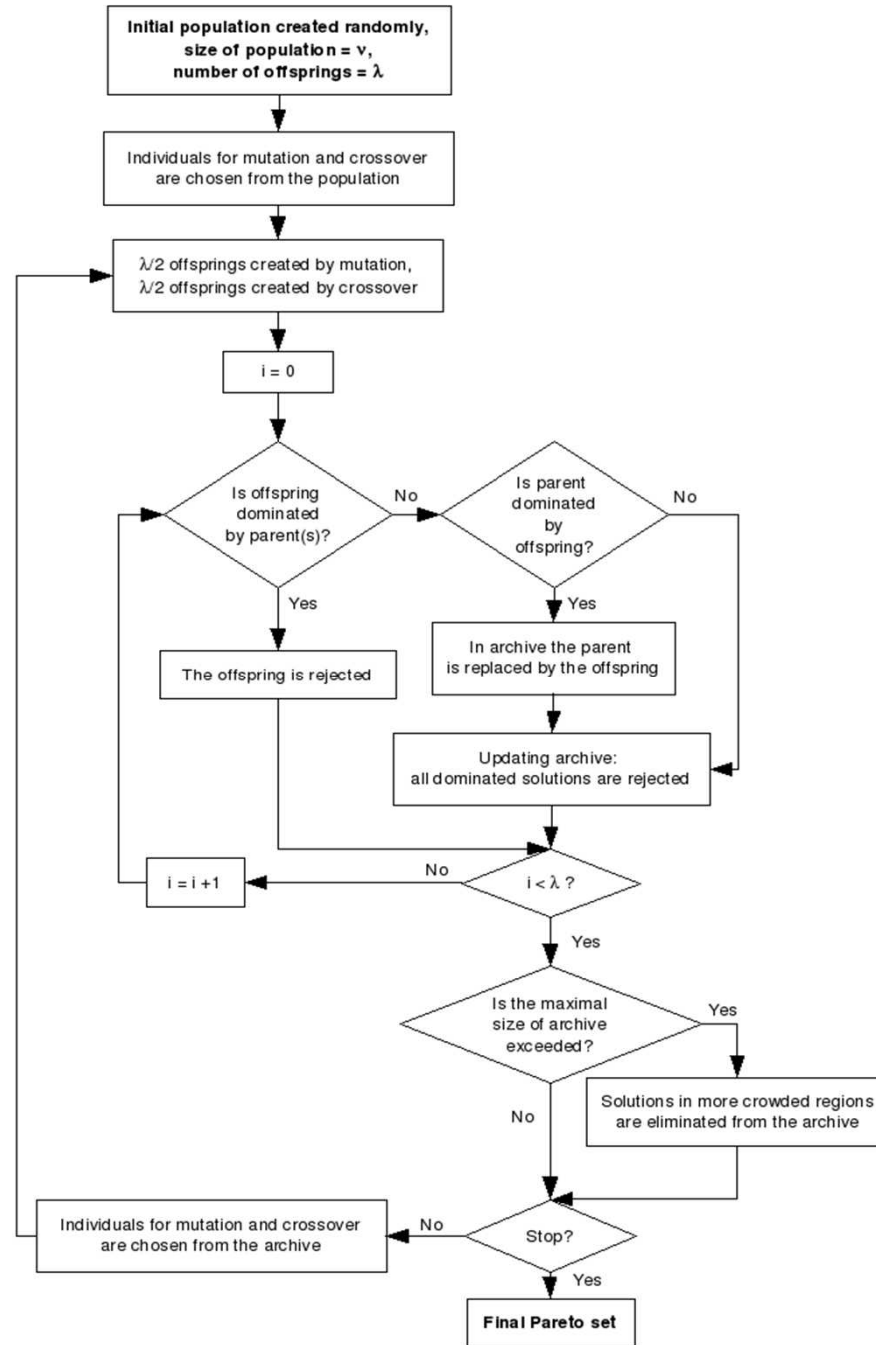 Initial population created randomly,
size of population = ν,
number of offsprings = λ
Individuals for mutation and crossover
are chosen from the population
λ/2 offsprings created by mutation,
λ/2 offsprings created by crossover
i = 0
Is offspring
dominated
by parent(s)?
No
Is parent
dominated
by
offspring?
No
Yes
Yes
The offspring is rejected
In archive the parent
is replaced by the offspring
Updating archive:
all dominated solutions are rejected
i = i +1
No
i < λ ?
Yes
Is the maximal
size of archive
exceeded?
Yes
No
Solutions in more crowded regions
are eliminated from the archive
Individuals for mutation and crossover
are chosen from the archive
No
Stop?
Yes
Final Pareto set